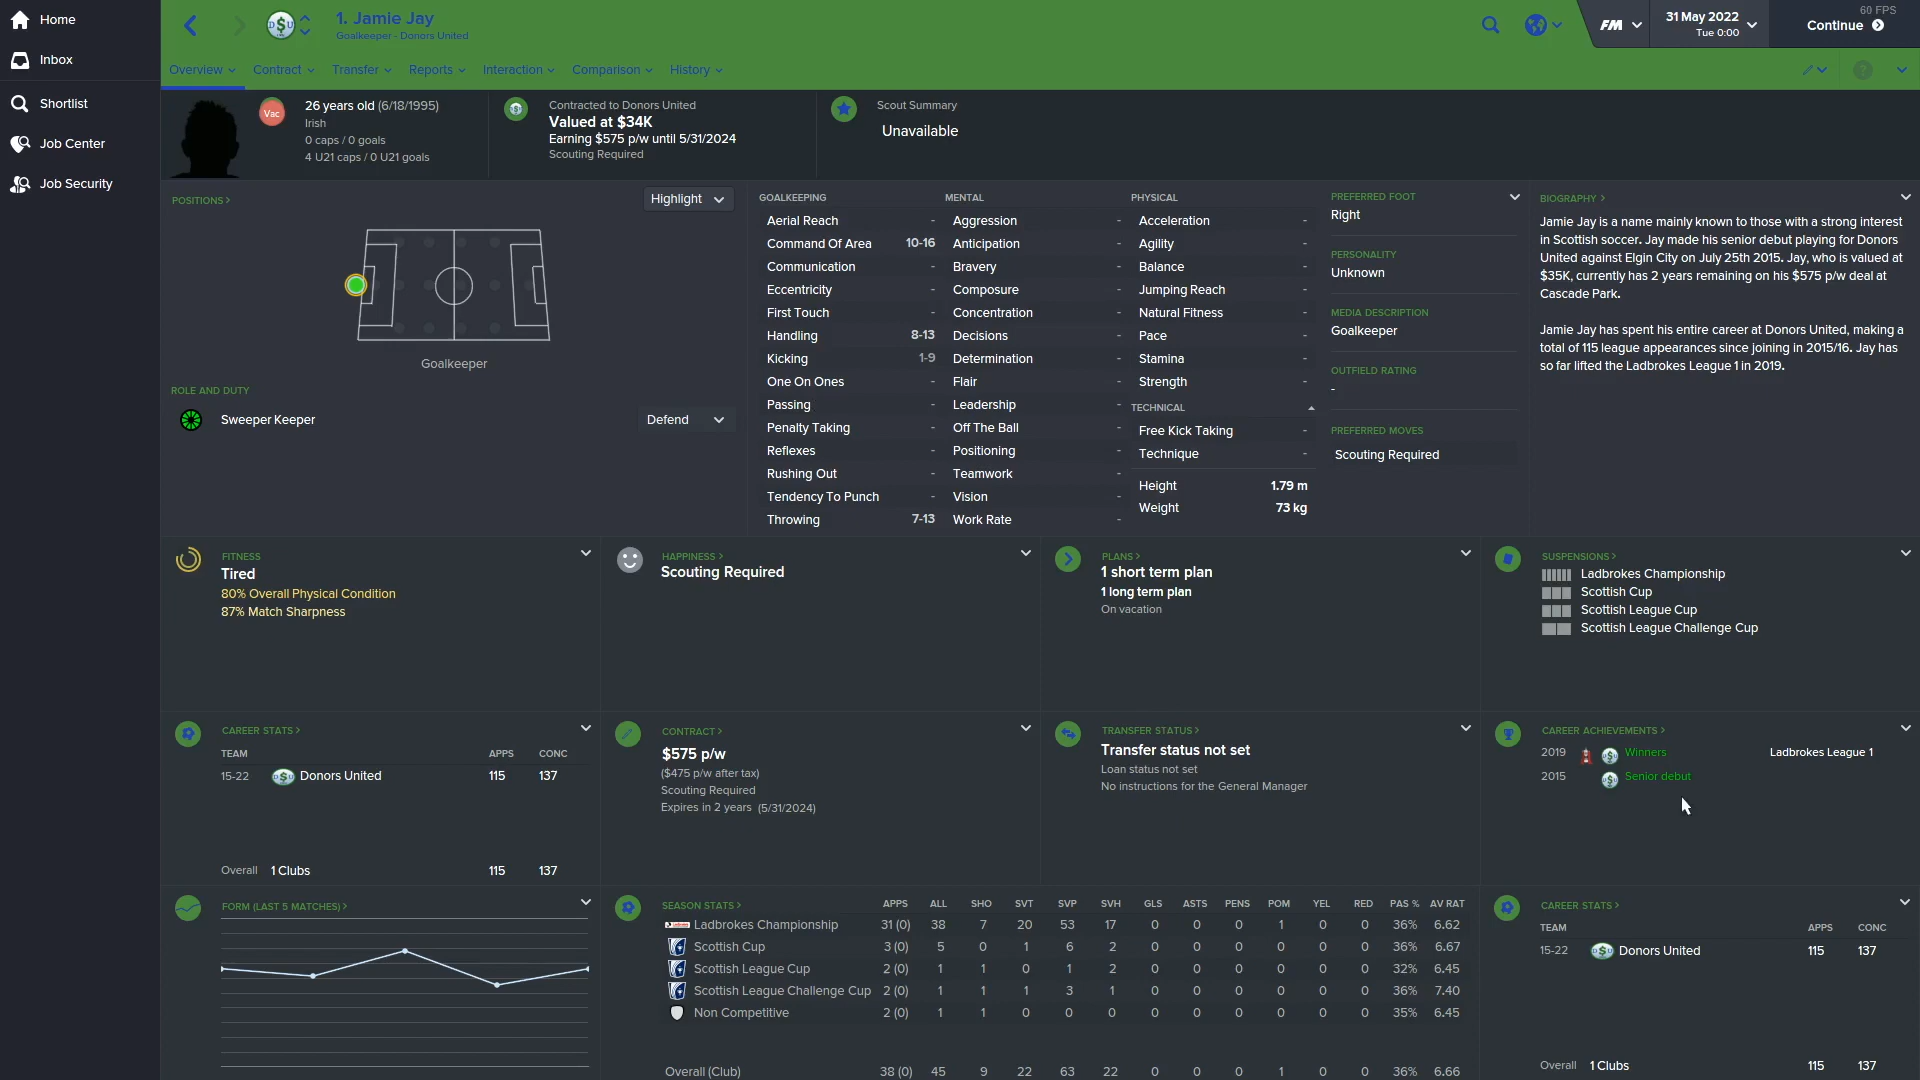 Home
Inbox
Shortlist
Job Center
Job Security
1. Jamie Jay
Goalkeeper - Donors United
FM
31 May 2022
Tue 0:00
60 FPS
Continue
Overview
Contract
Transfer
Reports
Interaction
Comparison
History
Vac
26 years old (6/18/1995)
Irish
0 caps / 0 goals
4 U21 caps / 0 U21 goals
Contracted to Donors United
Valued at $34K
Earning $575 p/w until 5/31/2024
Scouting Required
Scout Summary
Unavailable
POSITIONS >
Highlight
Goalkeeper
ROLE AND DUTY
Sweeper Keeper Defend
GOALKEEPING
Aerial Reach -
Command Of Area 10-16
Communication -
Eccentricity -
First Touch -
Handling 8-13
Kicking 1-9
One On Ones -
Passing -
Penalty Taking -
Reflexes -
Rushing Out -
Tendency To Punch -
Throwing 7-13
MENTAL
Aggression -
Anticipation -
Bravery -
Composure -
Concentration -
Decisions -
Determination -
Flair -
Leadership -
Off The Ball -
Positioning -
Teamwork -
Vision -
Work Rate -
PHYSICAL
Acceleration -
Agility -
Balance -
Jumping Reach -
Natural Fitness -
Pace -
Stamina -
Strength -
TECHNICAL
Free Kick Taking -
Technique -
Height 1.79 m
Weight 73 kg
PREFERRED FOOT
Right
PERSONALITY
Unknown
MEDIA DESCRIPTION
Goalkeeper
OUTFIELD RATING
-
PREFERRED MOVES
Scouting Required
BIOGRAPHY >
Jamie Jay is a name mainly known to those with a strong interest
in Scottish soccer. Jay made his senior debut playing for Donors
United against Elgin City on July 25th 2015. Jay, who is valued at
$35K, currently has 2 years remaining on his $575 p/w deal at
Cascade Park.
Jamie Jay has spent his entire career at Donors United, making a
total of 115 league appearances since joining in 2015/16. Jay has
so far lifted the Ladbrokes League 1 in 2019.
FITNESS
Tired
80% Overall Physical Condition
87% Match Sharpness
HAPPINESS >
Scouting Required
PLANS >
1 short term plan
1 long term plan
On vacation
SUSPENSIONS >
Ladbrokes Championship
Scottish Cup
Scottish League Cup
Scottish League Challenge Cup
CAREER STATS >
TEAM APPS CONC
15-22 Donors United 115 137
Overall 1 Clubs 115 137
CONTRACT >
$575 p/w
($475 p/w after tax)
Scouting Required
Expires in 2 years (5/31/2024)
TRANSFER STATUS >
Transfer status not set
Loan status not set
No instructions for the General Manager
CAREER ACHIEVEMENTS >
2019 Winners Ladbrokes League 1
2015 Senior debut
FORM (LAST 5 MATCHES) >
SEASON STATS > APPS ALL SHO SVT SVP SVH GLS ASTS PENS POM YEL RED PAS % AV RAT
Ladbrokes Championship 31 (0) 38 7 20 53 17 0 0 0 1 0 0 36% 6.62
Scottish Cup 3 (0) 5 0 1 6 2 0 0 0 0 0 0 36% 6.67
Scottish League Cup 2 (0) 1 1 0 1 2 0 0 0 0 0 0 32% 6.45
Scottish League Challenge Cup 2 (0) 1 1 1 3 1 0 0 0 0 0 0 36% 7.40
Non Competitive 2 (0) 1 1 0 0 0 0 0 0 0 0 0 35% 6.45
Overall (Club) 38 (0) 45 9 22 63 22 0 0 0 1 0 0 36% 6.66
CAREER STATS >
TEAM APPS CONC
15-22 Donors United 115 137
Overall 1 Clubs 115 137